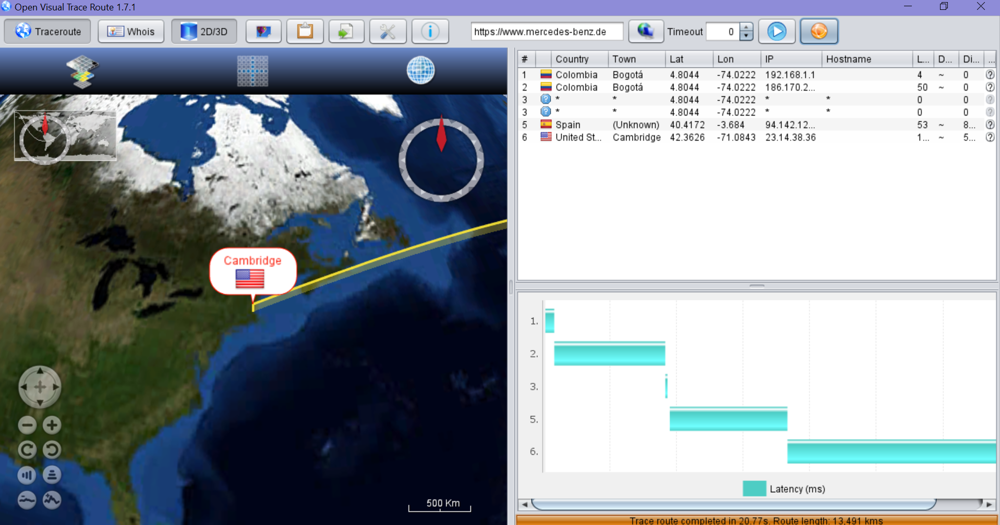 Open Visual Trace Route 1.7.1
Traceroute Whois 2D/3D https://www.mercedes-benz.de Timeout 0
# Country Town Lat Lon IP Hostname L... D... Di... ...
1 Colombia Bogotá 4.8044 -74.0222 192.168.1.1 4 ~ 0
2 Colombia Bogotá 4.8044 -74.0222 186.170.2... 50 ~ 0
3 * * 4.8044 -74.0222 * * 0 0
3 * * 4.8044 -74.0222 * * 0 0
5 Spain (Unknown) 40.4172 -3.684 94.142.12... 53 ~ 8...
6 United St... Cambridge 42.3626 -71.0843 23.14.38.36 1... ~ 5...
Cambridge
500 Km
1.
2.
3.
5.
6.
Latency (ms)
Trace route completed in 20.77s. Route length: 13,491 kms